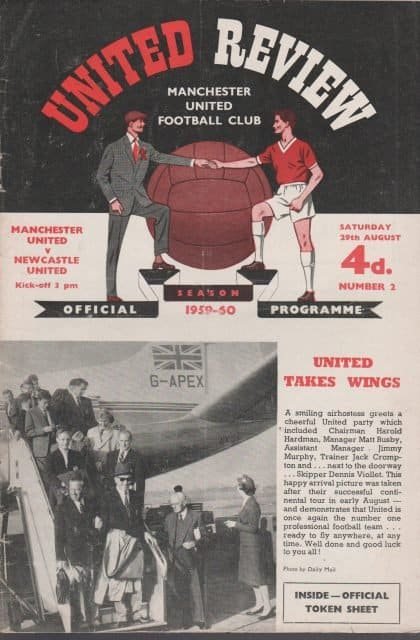 UNITED REVIEW
MANCHESTER
UNITED
FOOTBALL CLUB
MANCHESTER
UNITED
v
NEWCASTLE
UNITED
Kick-off 3 pm
SATURDAY
29th AUGUST
4d.
NUMBER 2
SEASON
OFFICIAL
1959-60
PROGRAMME
G-APEX
UNITED
TAKES WINGS
A smiling airhostess greets a
cheerful United party which
included Chairman Harold
Hardman, Manager Matt Busby,
Assistant Manager Jimmy
Murphy, Trainer Jack Cromp-
ton and . . . next to the doorway
. . . Skipper Dennis Viollet. This
happy arrival picture was taken
after their successful conti-
nental tour in early August —
and demonstrates that United is
once again the number one
professional football team . . .
ready to fly anywhere, at any
time. Well done and good luck
to you all!
Photo by Daily Mail
INSIDE—OFFICIAL
TOKEN SHEET